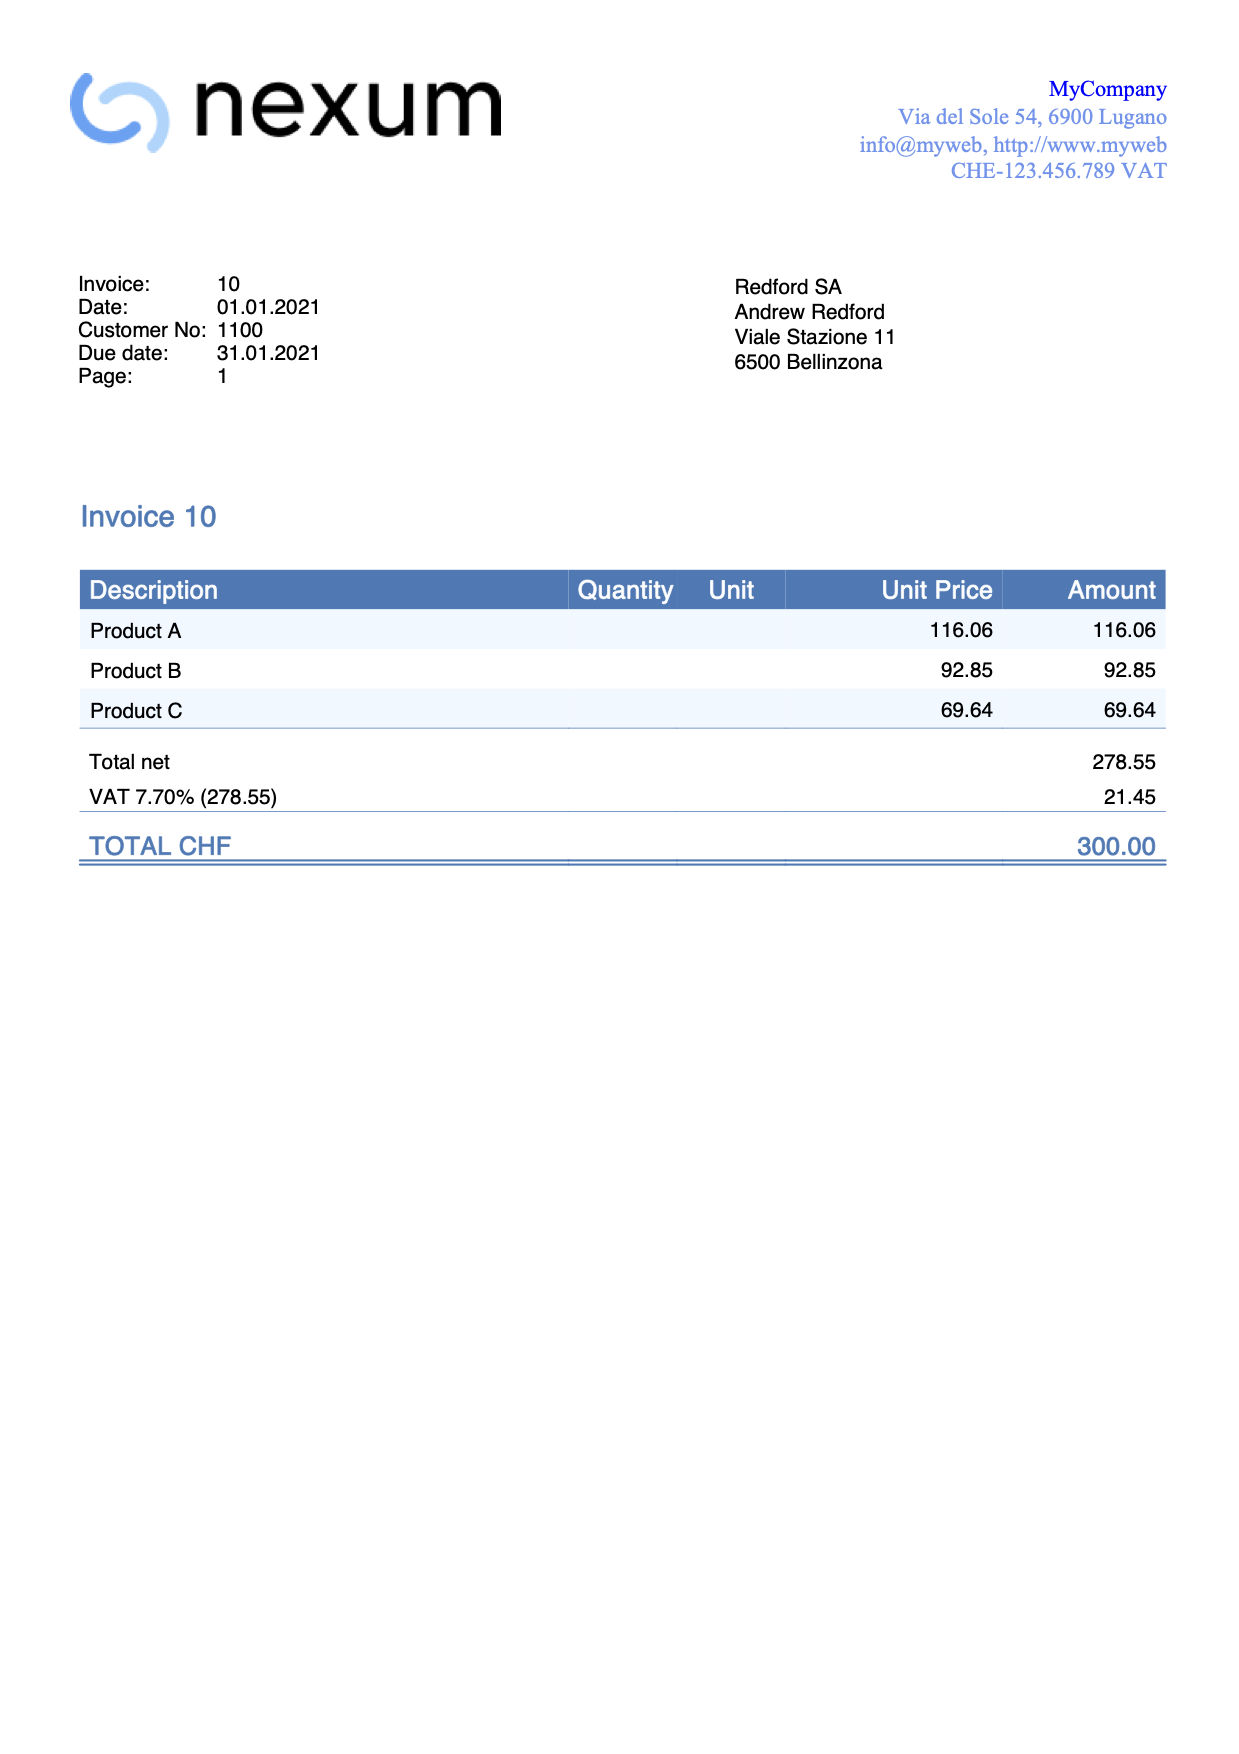 nexum
MyCompany
Via del Sole 54, 6900 Lugano
info@myweb, http://www.myweb
CHE-123.456.789 VAT
Invoice: 10
Date: 01.01.2021
Customer No: 1100
Due date: 31.01.2021
Page: 1
Redford SA
Andrew Redford
Viale Stazione 11
6500 Bellinzona
Invoice 10
Description Quantity Unit Unit Price Amount
Product A 116.06 116.06
Product B 92.85 92.85
Product C 69.64 69.64
Total net 278.55
VAT 7.70% (278.55) 21.45
TOTAL CHF 300.00